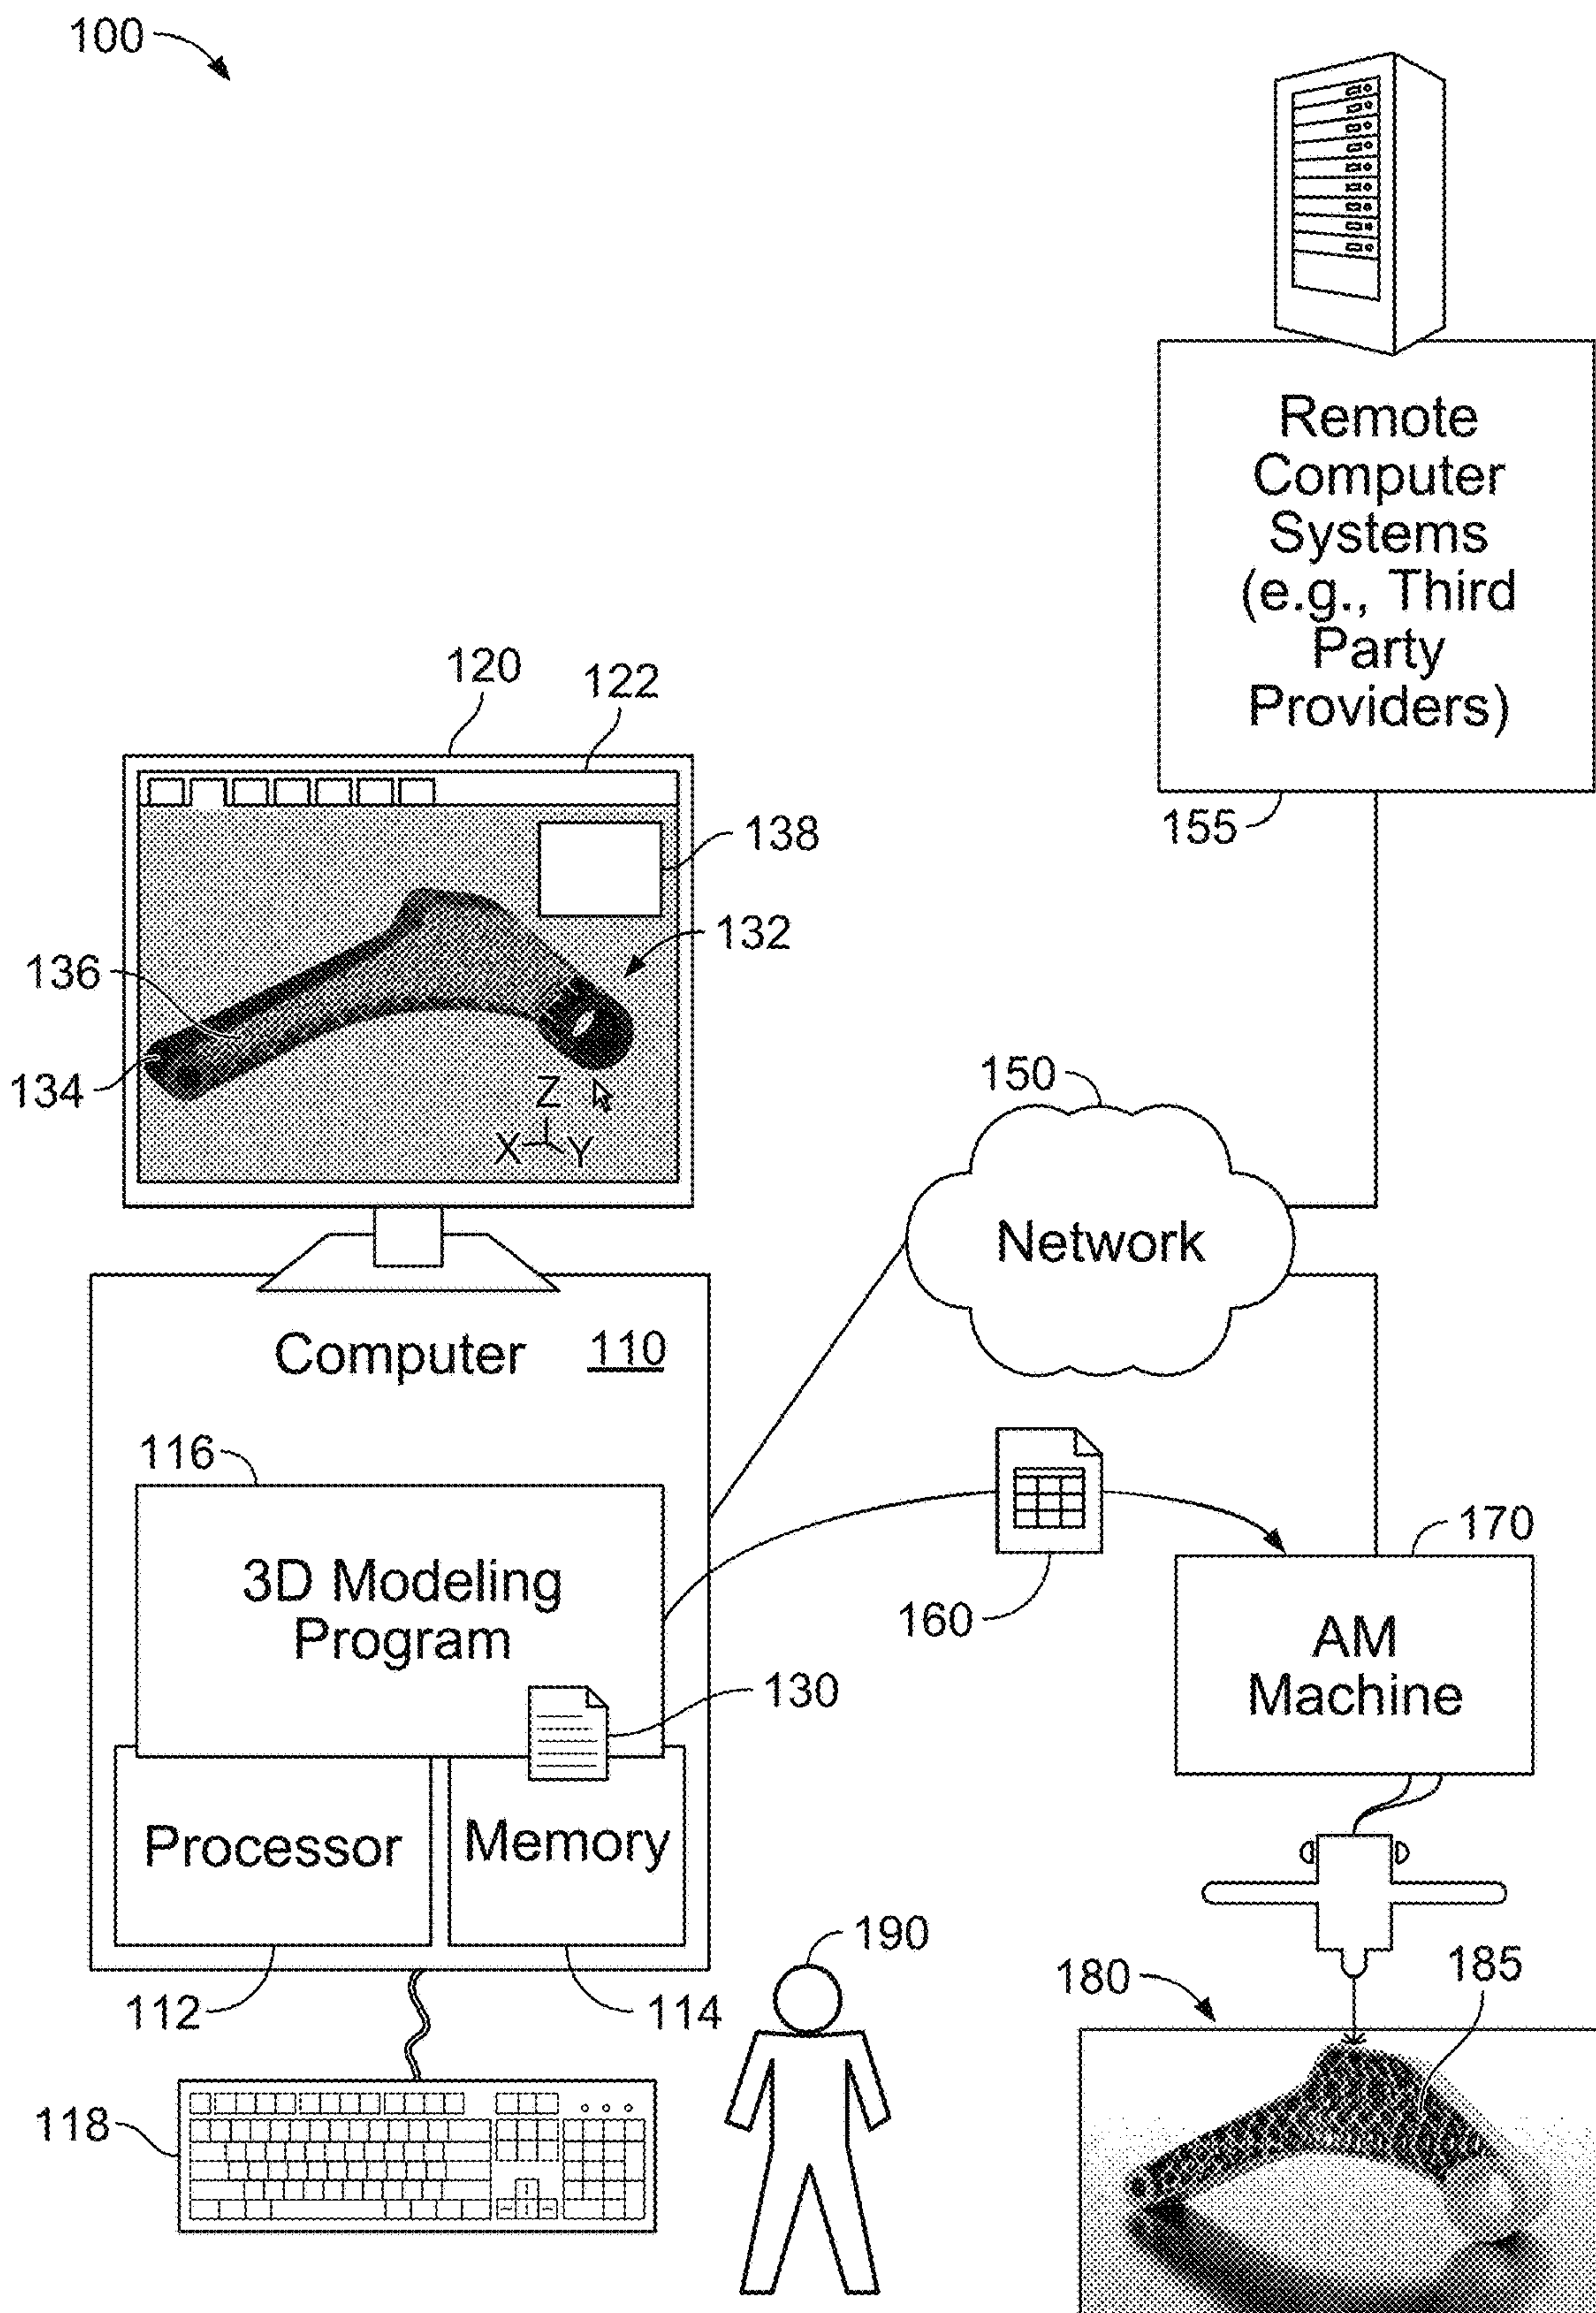 100
Remote
Computer
Systems
(e.g., Third
Party
Providers)
155
120
122
138
132
136
134
Z
X
Y
150
Network
Computer 110
116
3D Modeling
Program
130
Processor
Memory
112
114
118
160
170
AM
Machine
190
180
185